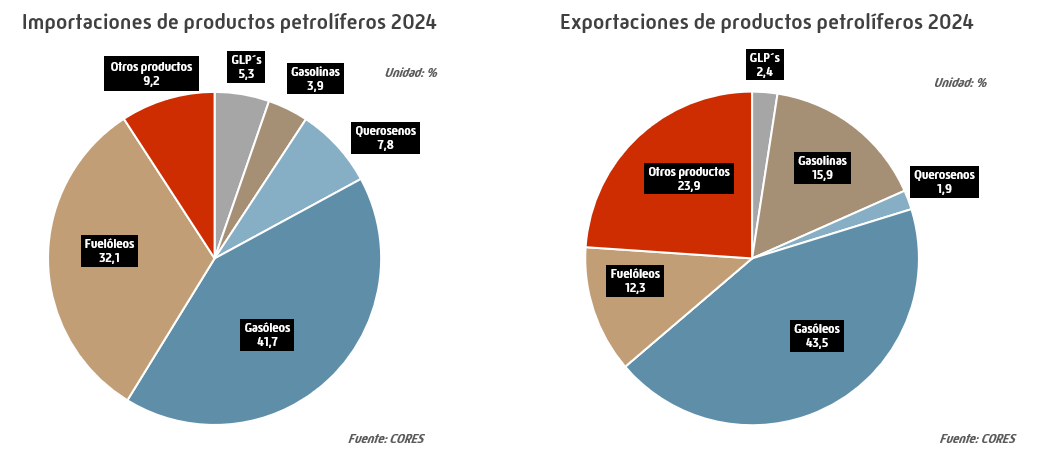 Importaciones de productos petrolíferos 2024
Unidad: %
GLP´s
5,3
Gasolinas
3,9
Querosenos
7,8
Gasóleos
41,7
Fuelóleos
32,1
Otros productos
9,2
Fuente: CORES
Exportaciones de productos petrolíferos 2024
Unidad: %
GLP´s
2,4
Gasolinas
15,9
Querosenos
1,9
Gasóleos
43,5
Fuelóleos
12,3
Otros productos
23,9
Fuente: CORES